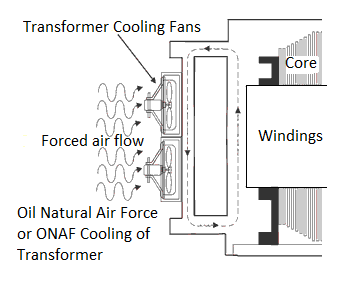 Transformer Cooling Fans
Core
Forced air flow
Windings
Oil Natural Air Force
or ONAF Cooling of
Transformer